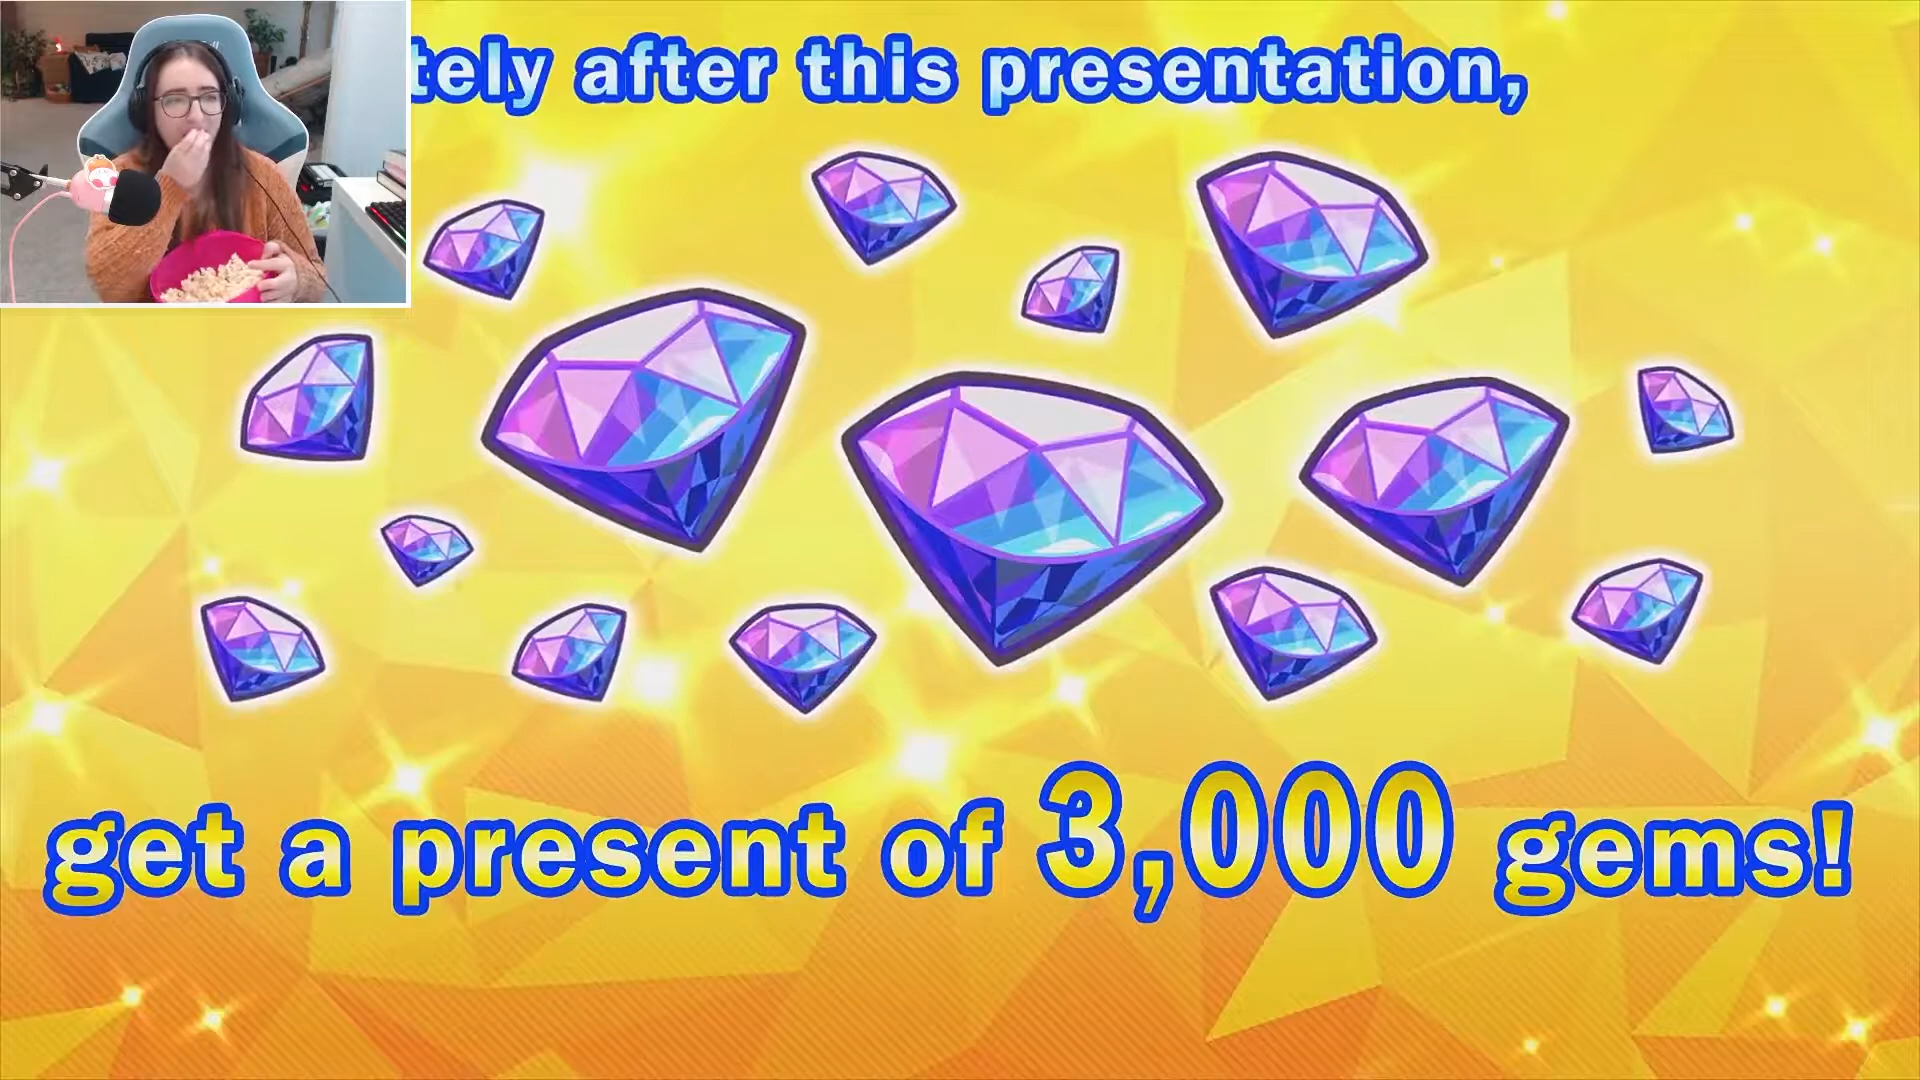 tely after this presentation,
get a present of 3,000 gems!